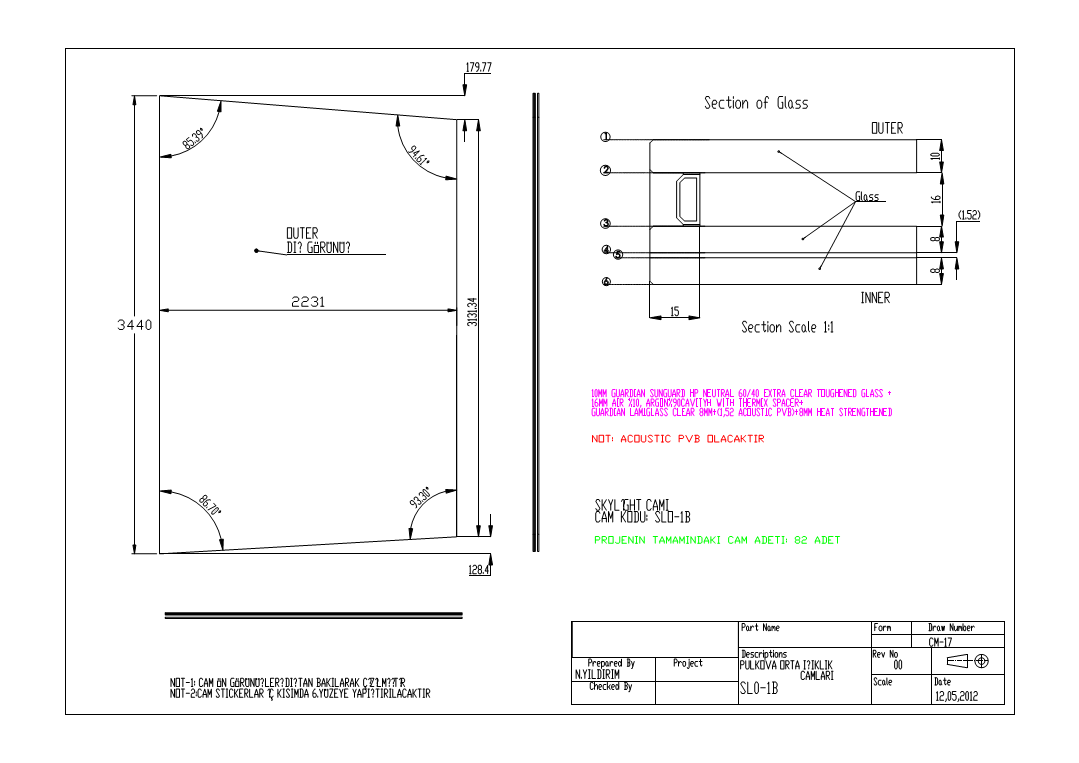 179.77
85.39°
94.61°
OUTER
DI? GÖRÜNÜ?
2231
3440
3131.34
86.70°
93.30°
128.4
NOT-1: CAM ÖN GÖRÜNÜ?LER?DI?TAN BAKILARAK Ç?Z?LM??T?R
NOT-2:CAM STICKERLAR ?Ç KISIMDA 6.YÜZEYE YAPI?TIRILACAKTIR
Section of Glass
OUTER
1
2
3
4
5
6
10
16
Glass
(1.52)
8
8
INNER
15
Section Scale 1:1
10MM GUARDIAN SUNGUARD HP NEUTRAL 60/40 EXTRA CLEAR TOUGHENED GLASS +
16MM AIR %10, ARGON%90CAVITYH WITH THERMIX SPACER+
GUARDIAN LAMIGLASS CLEAR 8MM+(1,52 ACOUSTIC PVB)+8MM HEAT STRENGTHENED
NOT: ACOUSTIC PVB OLACAKTIR
SKYL?GHT CAMI
CAM KODU: SLO-1B
PROJENIN TAMAMINDAKI CAM ADETI: 82 ADET
Part Name
Form
Draw Number
CM-17
Prepared By
Project
Descriptions
Rev No
N.YILDIRIM
PULKOVA ORTA I?IKLIK
CAMLARI
00
Checked By
SLO-1B
Scale
Date
12,05,2012